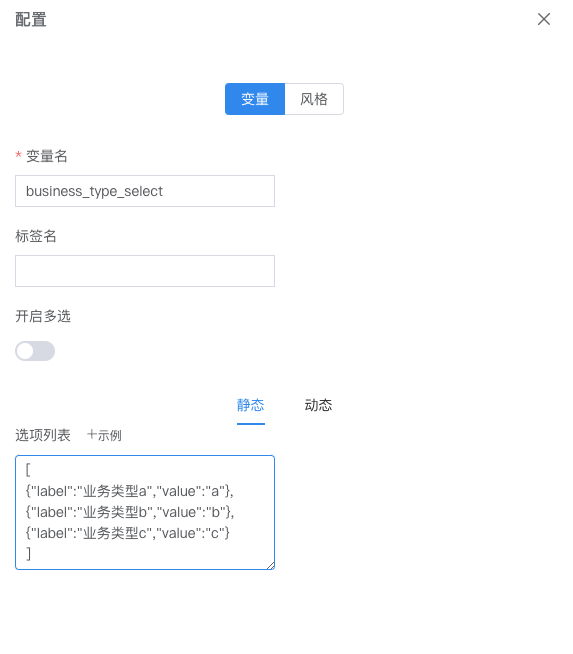 配置
变量 风格
* 变量名
business_type_select
标签名
开启多选
静态 动态
选项列表 +示例
[
{"label":"业务类型a","value":"a"},
{"label":"业务类型b","value":"b"},
{"label":"业务类型c","value":"c"}
]